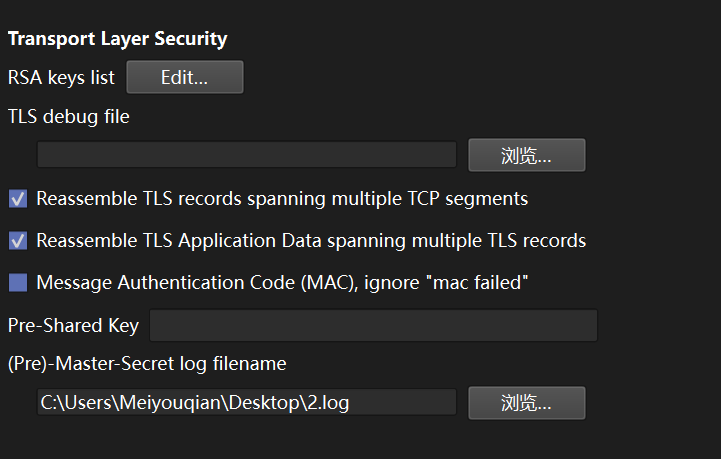 Transport Layer Security
RSA keys list Edit...
TLS debug file
浏览...
Reassemble TLS records spanning multiple TCP segments
Reassemble TLS Application Data spanning multiple TLS records
Message Authentication Code (MAC), ignore "mac failed"
Pre-Shared Key
(Pre)-Master-Secret log filename
C:\Users\Meiyouqian\Desktop\2.log 浏览...